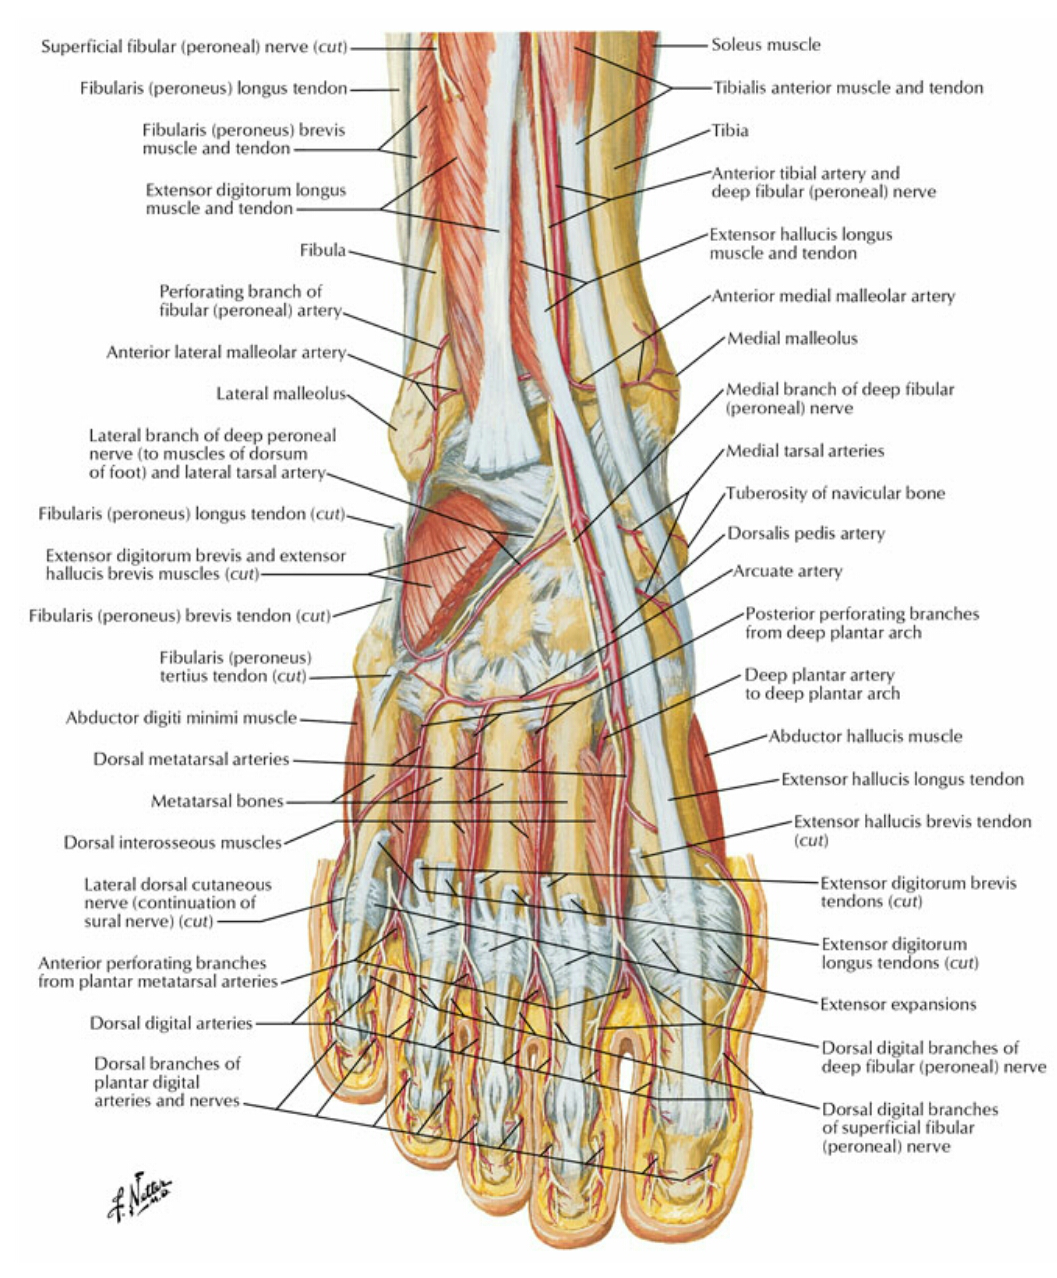 Superficial fibular (peroneal) nerve (cut)
Fibularis (peroneus) longus tendon
Fibularis (peroneus) brevis
muscle and tendon
Extensor digitorum longus
muscle and tendon
Fibula
Perforating branch of
fibular (peroneal) artery
Anterior lateral malleolar artery
Lateral malleolus
Lateral branch of deep peroneal
nerve (to muscles of dorsum
of foot) and lateral tarsal artery
Fibularis (peroneus) longus tendon (cut)
Extensor digitorum brevis and extensor
hallucis brevis muscles (cut)
Fibularis (peroneus) brevis tendon (cut)
Fibularis (peroneus)
tertius tendon (cut)
Abductor digiti minimi muscle
Dorsal metatarsal arteries
Metatarsal bones
Dorsal interosseous muscles
Lateral dorsal cutaneous
nerve (continuation of
sural nerve) (cut)
Anterior perforating branches
from plantar metatarsal arteries
Dorsal digital arteries
Dorsal branches of
plantar digital
arteries and nerves
Soleus muscle
Tibialis anterior muscle and tendon
Tibia
Anterior tibial artery and
deep fibular (peroneal) nerve
Extensor hallucis longus
muscle and tendon
Anterior medial malleolar artery
Medial malleolus
Medial branch of deep fibular
(peroneal) nerve
Medial tarsal arteries
Tuberosity of navicular bone
Dorsalis pedis artery
Arcuate artery
Posterior perforating branches
from deep plantar arch
Deep plantar artery
to deep plantar arch
Abductor hallucis muscle
Extensor hallucis longus tendon
Extensor hallucis brevis tendon
(cut)
Extensor digitorum brevis
tendons (cut)
Extensor digitorum
longus tendons (cut)
Extensor expansions
Dorsal digital branches of
deep fibular (peroneal) nerve
Dorsal digital branches
of superficial fibular
(peroneal) nerve
F. Netter
M.D.